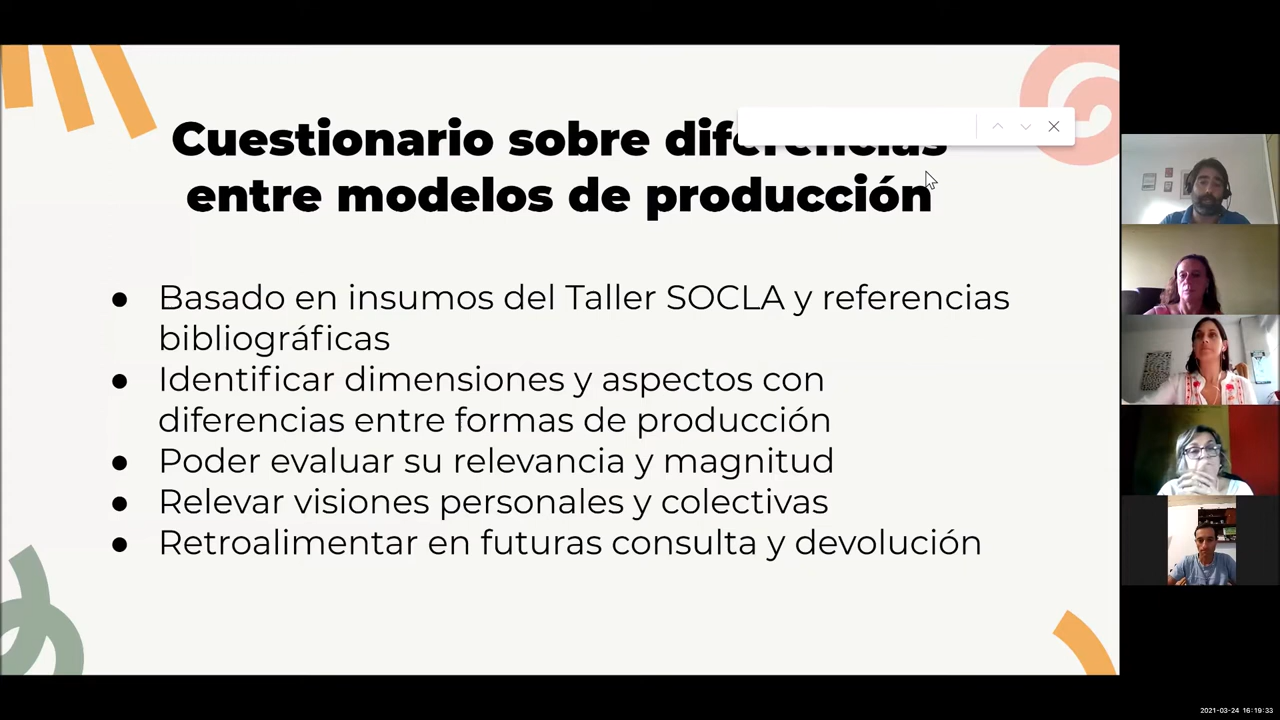 Cuestionario sobre diferencias
entre modelos de producción
● Basado en insumos del Taller SOCLA y referencias
bibliográficas
● Identificar dimensiones y aspectos con
diferencias entre formas de producción
● Poder evaluar su relevancia y magnitud
● Relevar visiones personales y colectivas
● Retroalimentar en futuras consulta y devolución
2021-03-24 16:19:33